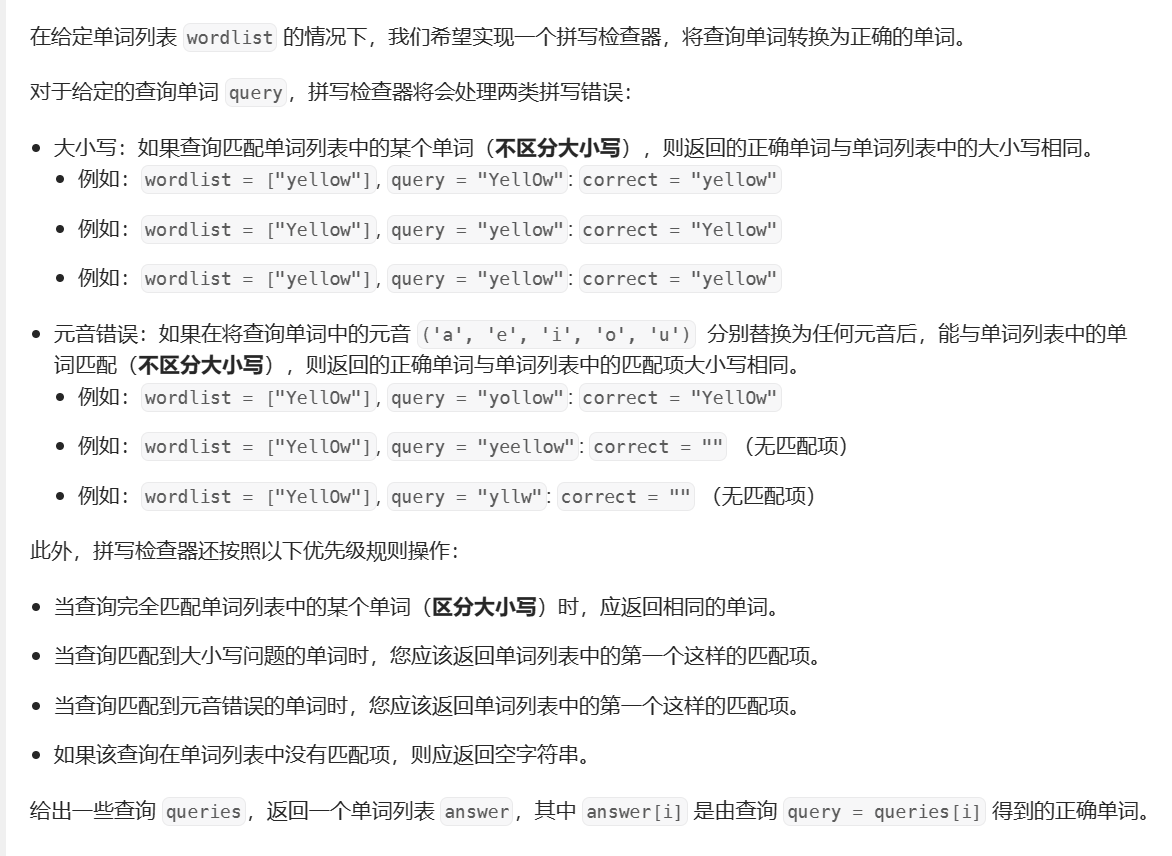 在给定单词列表 wordlist 的情况下，我们希望实现一个拼写检查器，将查询单词转换为正确的单词。
对于给定的查询单词 query，拼写检查器将会处理两类拼写错误：
• 大小写：如果查询匹配单词列表中的某个单词（不区分大小写），则返回的正确单词与单词列表中的大小写相同。
• 例如：wordlist = ["yellow"], query = "YellOw": correct = "yellow"
• 例如：wordlist = ["Yellow"], query = "yellow": correct = "Yellow"
• 例如：wordlist = ["yellow"], query = "yellow": correct = "yellow"
• 元音错误：如果在将查询单词中的元音 ('a', 'e', 'i', 'o', 'u') 分别替换为任何元音后，能与单词列表中的单
词匹配（不区分大小写），则返回的正确单词与单词列表中的匹配项大小写相同。
• 例如：wordlist = ["YellOw"], query = "yollow": correct = "YellOw"
• 例如：wordlist = ["YellOw"], query = "yeellow": correct = "" （无匹配项）
• 例如：wordlist = ["YellOw"], query = "yllw": correct = "" （无匹配项）
此外，拼写检查器还按照以下优先级规则操作：
• 当查询完全匹配单词列表中的某个单词（区分大小写）时，应返回相同的单词。
• 当查询匹配到大小写问题的单词时，您应该返回单词列表中的第一个这样的匹配项。
• 当查询匹配到元音错误的单词时，您应该返回单词列表中的第一个这样的匹配项。
• 如果该查询在单词列表中没有匹配项，则应返回空字符串。
给出一些查询 queries，返回一个单词列表 answer，其中 answer[i] 是由查询 query = queries[i] 得到的正确单词。